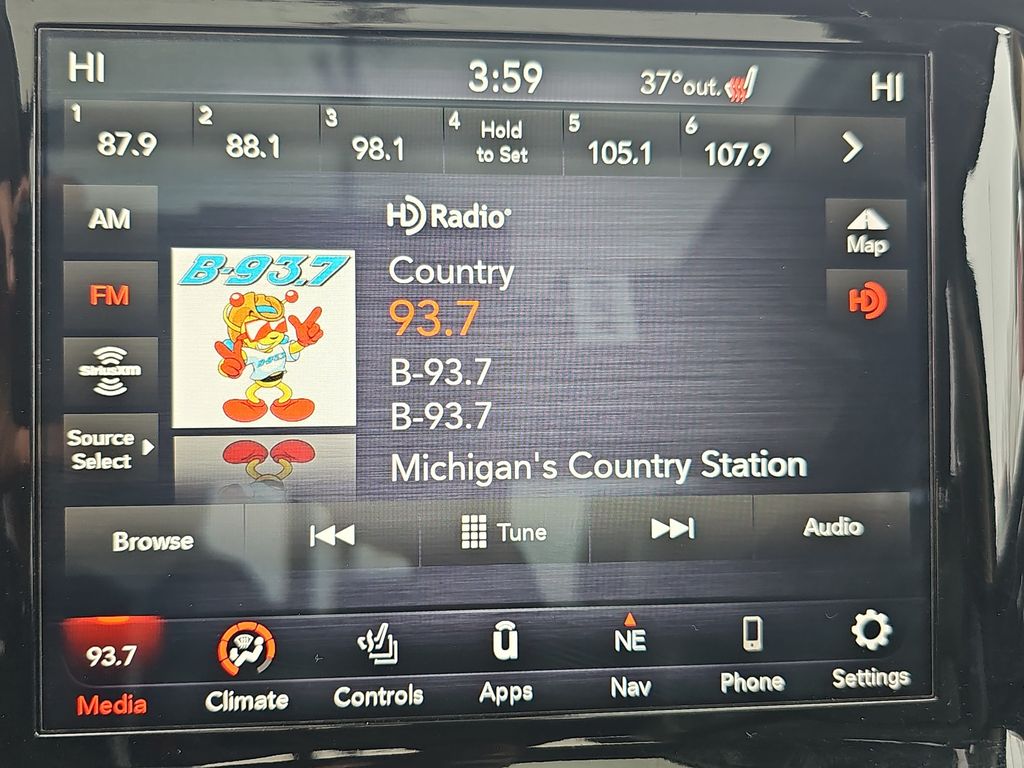 HI
3:59
37° out.
HI
1
87.9
2
88.1
3
98.1
4
Hold
to Set
5
105.1
6
107.9
AM
FM
SiriusXM
Source
Select
B-93.7
B-93.7
HD Radio
Country
93.7
B-93.7
B-93.7
Michigan's Country Station
Map
HD
Browse
Tune
Audio
93.7
Media
Climate
Controls
Apps
NE
Nav
Phone
Settings